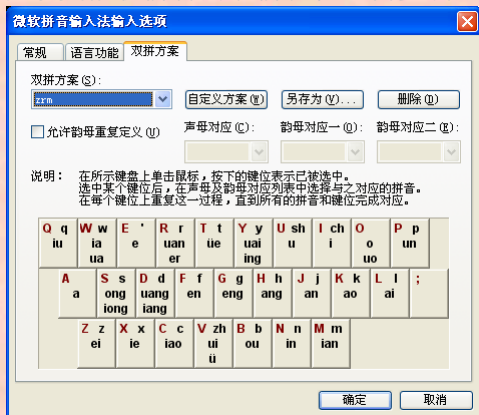 微软拼音输入法输入选项
常规 语言功能 双拼方案
双拼方案(S):
zrm 自定义方案(W) 另存为(V)... 删除(D)
允许韵母重复定义(U) 声母对应(C): 韵母对应一(O): 韵母对应二(E):
说明: 在所示键盘上单击鼠标，按下的键位表示已被选中。
选中某个键位后，在声母及韵母对应列表中选择与之对应的拼音。
在每个键位上重复这一过程，直到所有的拼音和键位完成对应。
Q q W w E ' R r T t Y y U sh I ch O o P p
iu ia e uan üe uai u i o un
ua er ing uo
A S s D d F f G g H h J j K k L l ;
a ong uang en eng ang an ao ai
iong iang
Z z X x C c V zh B b N n M m
ei ie iao ui ou in ian
ü
确定 取消